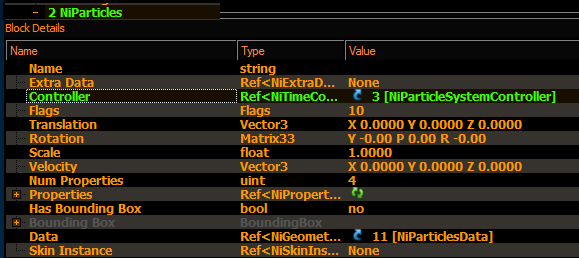 2 NiParticles
Block Details
Name Type Value
Name string
Extra Data Ref<NiExtraD... None
Controller Ref<NiTimeCo... 3 [NiParticleSystemController]
Flags Flags 10
Translation Vector3 X 0.0000 Y 0.0000 Z 0.0000
Rotation Matrix33 Y -0.00 P 0.00 R -0.00
Scale float 1.0000
Velocity Vector3 X 0.0000 Y 0.0000 Z 0.0000
Num Properties uint 4
Properties Ref<NiPropert...
Has Bounding Box bool no
Bounding Box BoundingBox
Data Ref<NiGeomet... 11 [NiParticlesData]
Skin Instance Ref<NiSkinIns... None